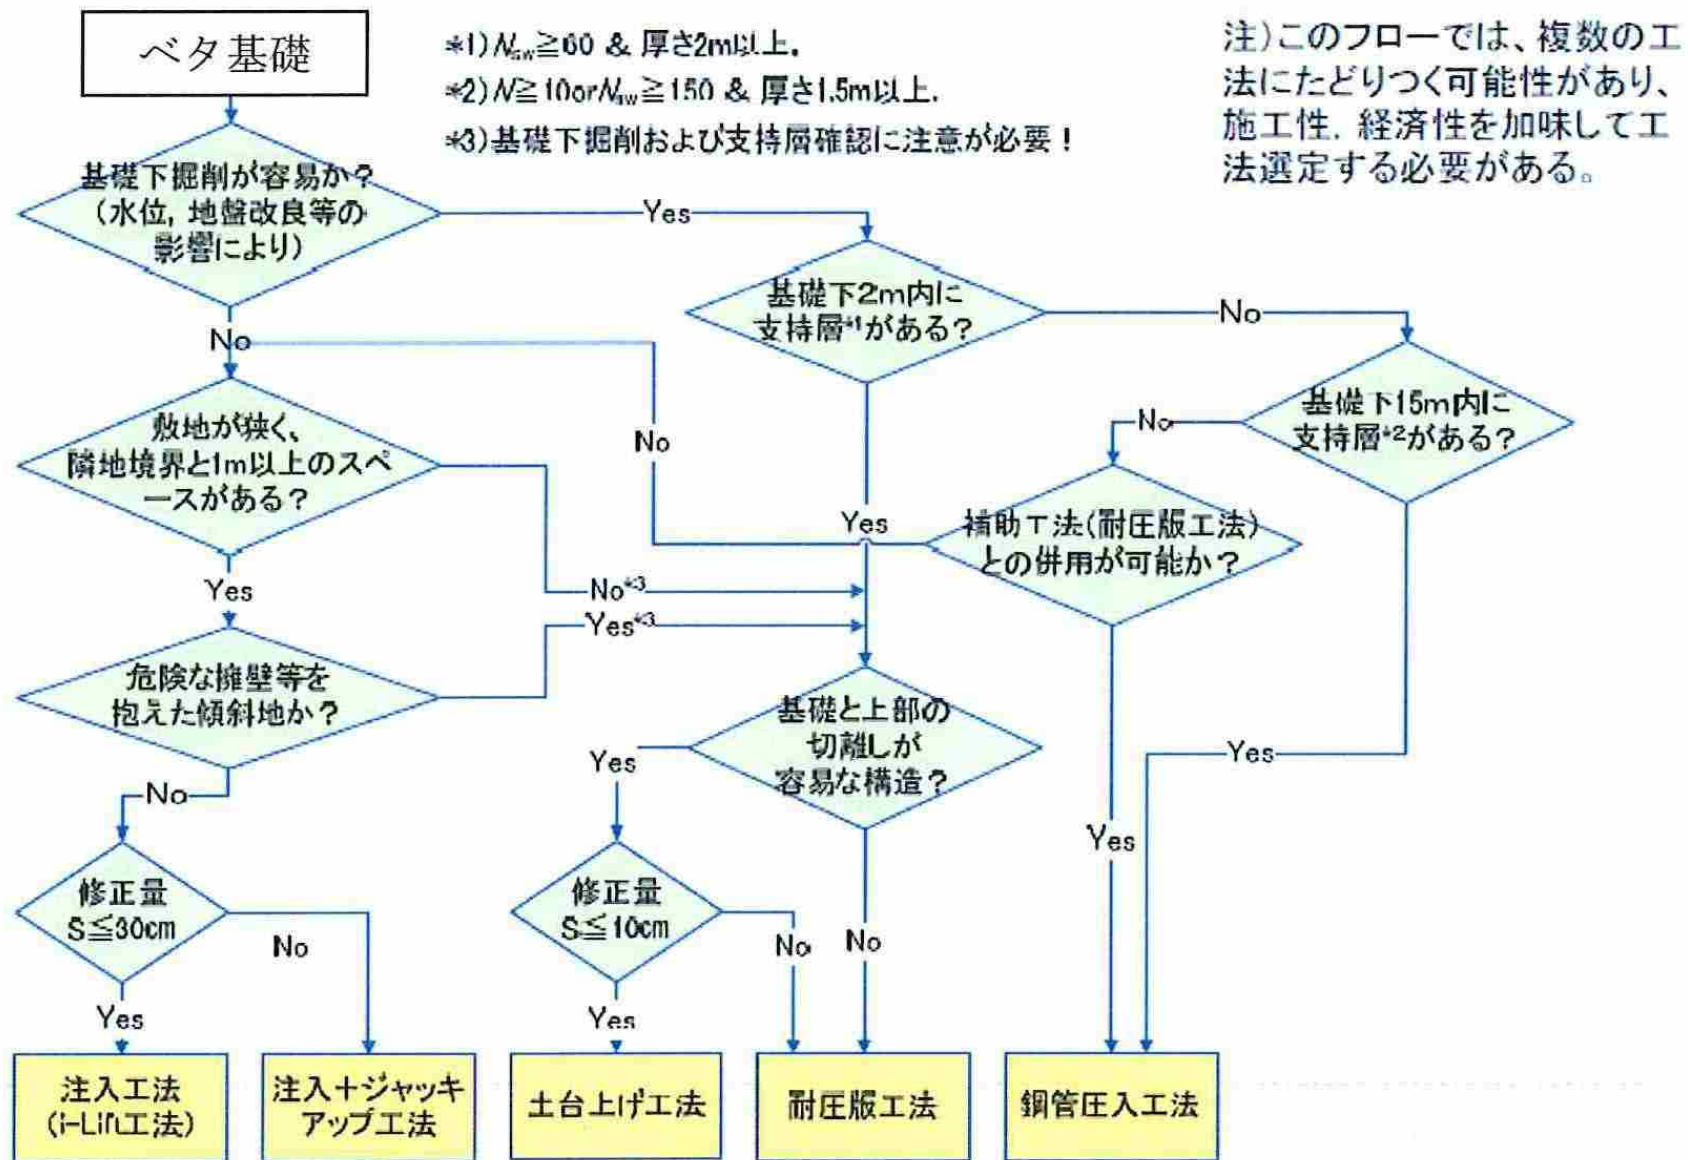 ベタ基礎
*1)Nsw≧60 & 厚さ2m以上.
*2)N≧10orNsw≧150 & 厚さ1.5m以上.
*3)基礎下掘削および支持層確認に注意が必要！
注)このフローでは、複数の工
法にたどりつく可能性があり、
施工性．経済性を加味して工
法選定する必要がある。
基礎下掘削が容易か？
(水位, 地盤改良等の
影響により)
Yes
No
基礎下2m内に
支持層*1がある？
No
Yes
基礎下15m内に
支持層*2がある？
No
Yes
補助工法(耐圧版工法)
との併用が可能か？
No
Yes
敷地が狭く、
隣地境界と1m以上のスペ
ースがある？
No*3
Yes
危険な擁壁等を
抱えた傾斜地か？
Yes*3
No
基礎と上部の
切離しが
容易な構造？
Yes
No
修正量
S≦30cm
No
Yes
修正量
S≦10cm
No
Yes
注入工法
(i-Lift工法)
注入＋ジャッキ
アップ工法
土台上げ工法
耐圧版工法
鋼管圧入工法